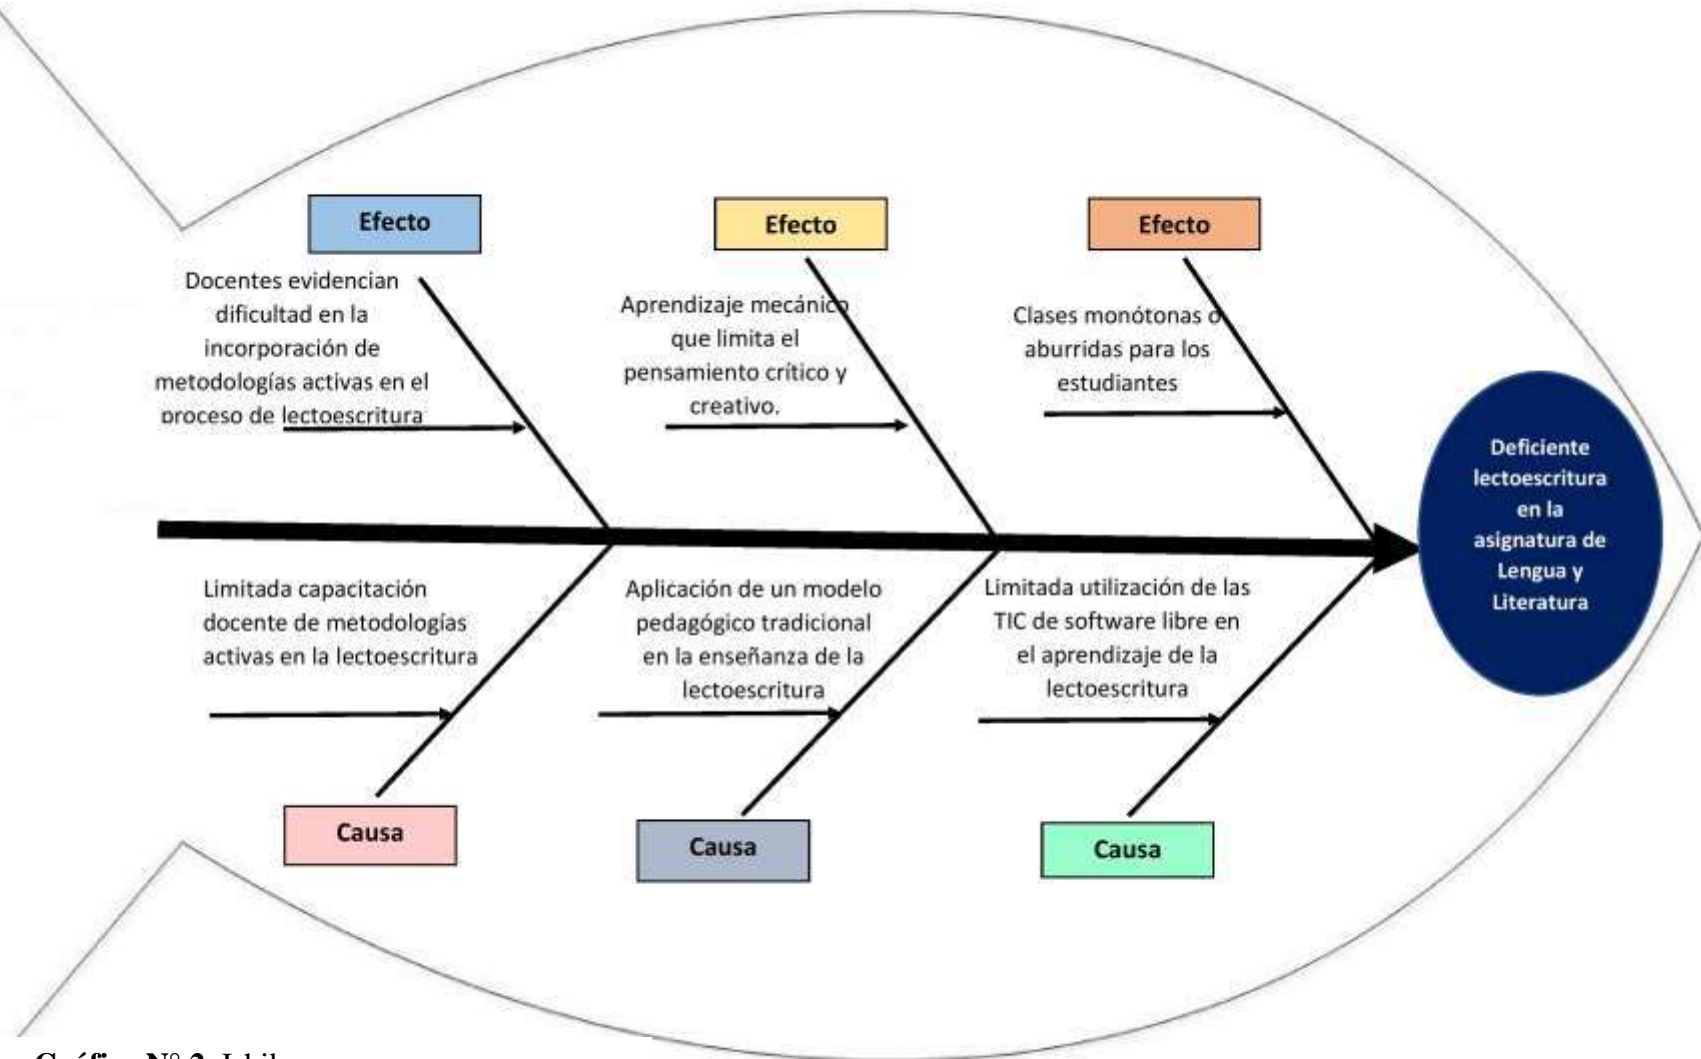 Efecto
Docentes evidencian
dificultad en la
incorporación de
metodologías activas en el
proceso de lectoescritura
Efecto
Aprendizaje mecánico
que limita el
pensamiento crítico y
creativo.
Efecto
Clases monótonas o
aburridas para los
estudiantes
Deficiente
lectoescritura
en la
asignatura de
Lengua y
Literatura
Limitada capacitación
docente de metodologías
activas en la lectoescritura
Causa
Aplicación de un modelo
pedagógico tradicional
en la enseñanza de la
lectoescritura
Causa
Limitada utilización de las
TIC de software libre en
el aprendizaje de la
lectoescritura
Causa
Gráfico N° 2.